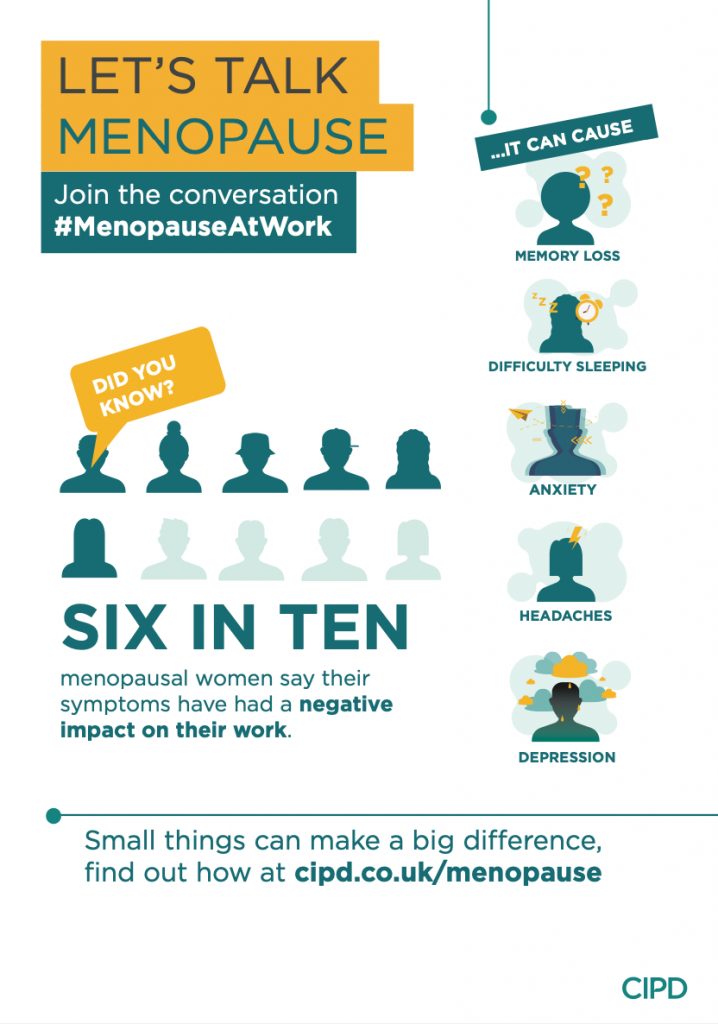 LET'S TALK
MENOPAUSE
Join the conversation
#MenopauseAtWork
...IT CAN CAUSE
? ? ?
MEMORY LOSS
z z z
DIFFICULTY SLEEPING
ANXIETY
HEADACHES
DEPRESSION
DID YOU
KNOW?
SIX IN TEN
menopausal women say their
symptoms have had a negative
impact on their work.
Small things can make a big difference,
find out how at cipd.co.uk/menopause
CIPD